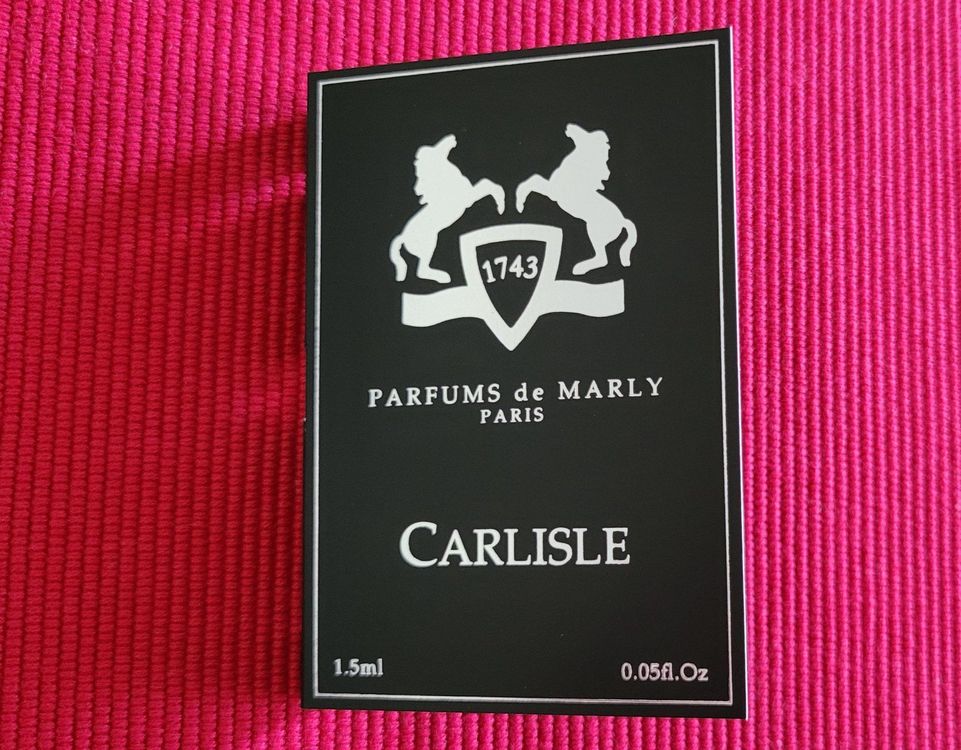 1743
PARFUMS de MARLY
PARIS
CARLISLE
1.5ml 0.05fl.Oz